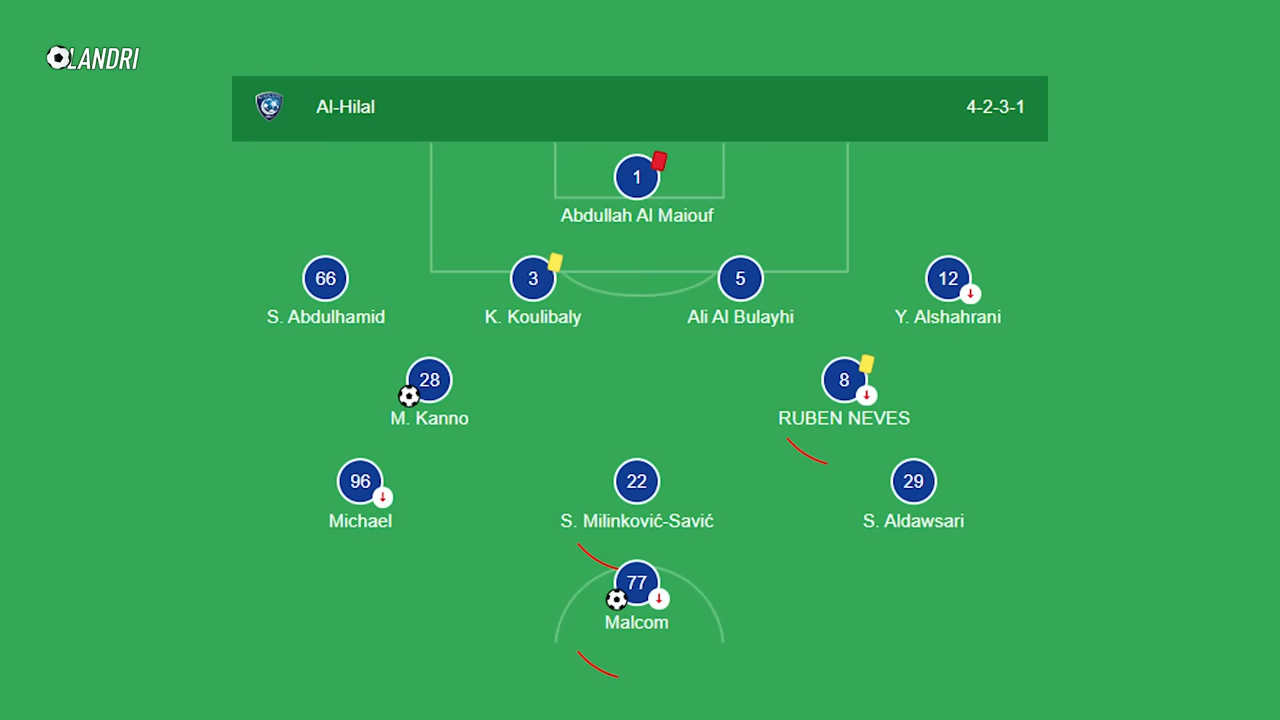 LANDRI
Al-Hilal 4-2-3-1
1
Abdullah Al Maiouf
66 3 5 12
S. Abdulhamid K. Koulibaly Ali Al Bulayhi Y. Alshahrani
28 8
M. Kanno RUBEN NEVES
96 22 29
Michael S. Milinković-Savić S. Aldawsari
77
Malcom